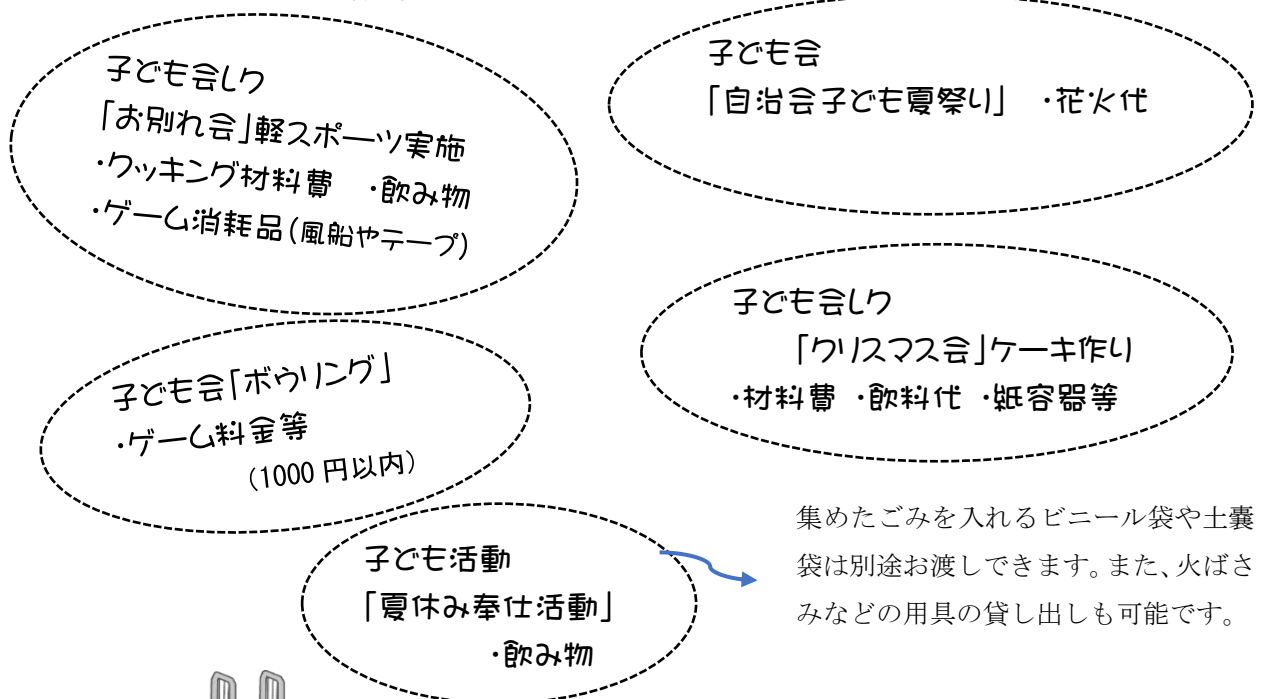 子ども会レク
「お別れ会」軽スポーツ実施
・クッキング材料費　・飲み物
・ゲーム消耗品(風船やテープ)
子ども会
「自治会子ども夏祭り」　・花火代
子ども会レク
「クリスマス会」ケーキ作り
・材料費 ・飲料代 ・紙容器等
子ども会「ボウリング」
・ゲーム料金等
(1000円以内)
子ども活動
「夏休み奉仕活動」
・飲み物
集めたごみを入れるビニール袋や土嚢
袋は別途お渡しできます。また、火ばさ
みなどの用具の貸し出しも可能です。